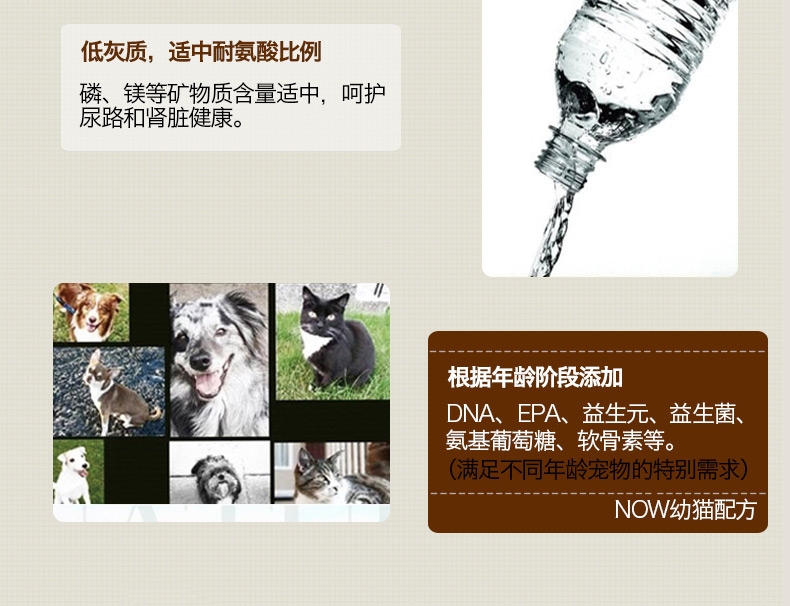 低灰质，适中耐氨酸比例
磷、镁等矿物质含量适中，呵护
尿路和肾脏健康。
根据年龄阶段添加
DNA、EPA、益生元、益生菌、
氨基葡萄糖、软骨素等。
（满足不同年龄宠物的特别需求）
NOW幼猫配方